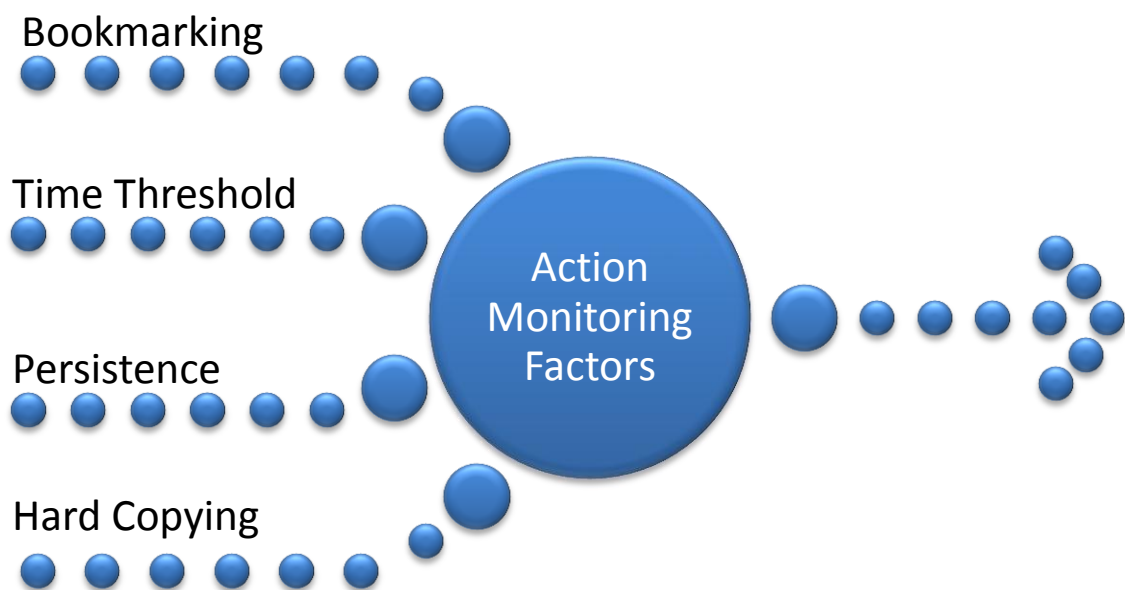 Bookmarking
Time Threshold
Persistence
Hard Copying
Action
Monitoring
Factors